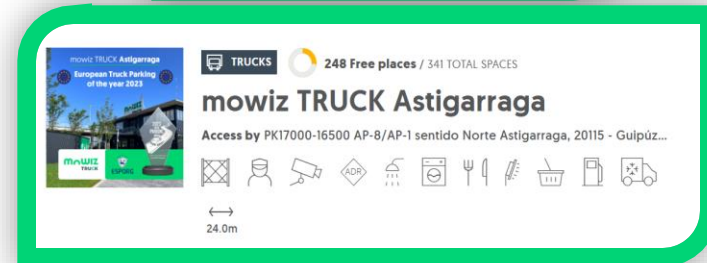 mowiz TRUCK Astigarraga
European Truck Parking
of the year 2023
MOWIZ
TRUCK
ESPORG
TRUCKS
248 Free places / 341 TOTAL SPACES
mowiz TRUCK Astigarraga
Access by PK17000-16500 AP-8/AP-1 sentido Norte Astigarraga, 20115 - Guipúz...
ADR
24.0m